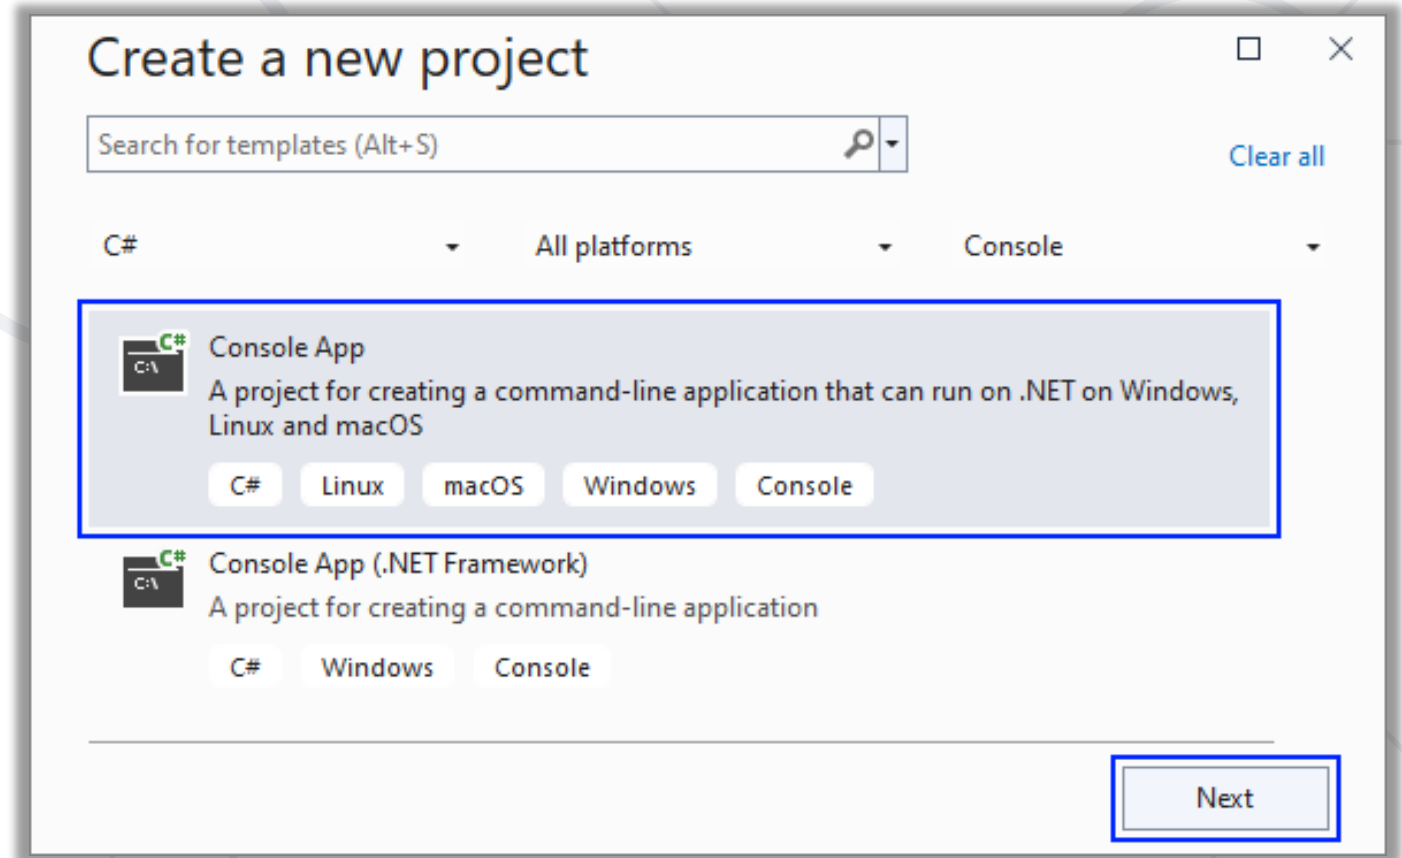 Create a new project
Search for templates (Alt+S)
Clear all
C#
All platforms
Console
C#
C:\
Console App
A project for creating a command-line application that can run on .NET on Windows,
Linux and macOS
C#
Linux
macOS
Windows
Console
C#
C:\
Console App (.NET Framework)
A project for creating a command-line application
C#
Windows
Console
Next